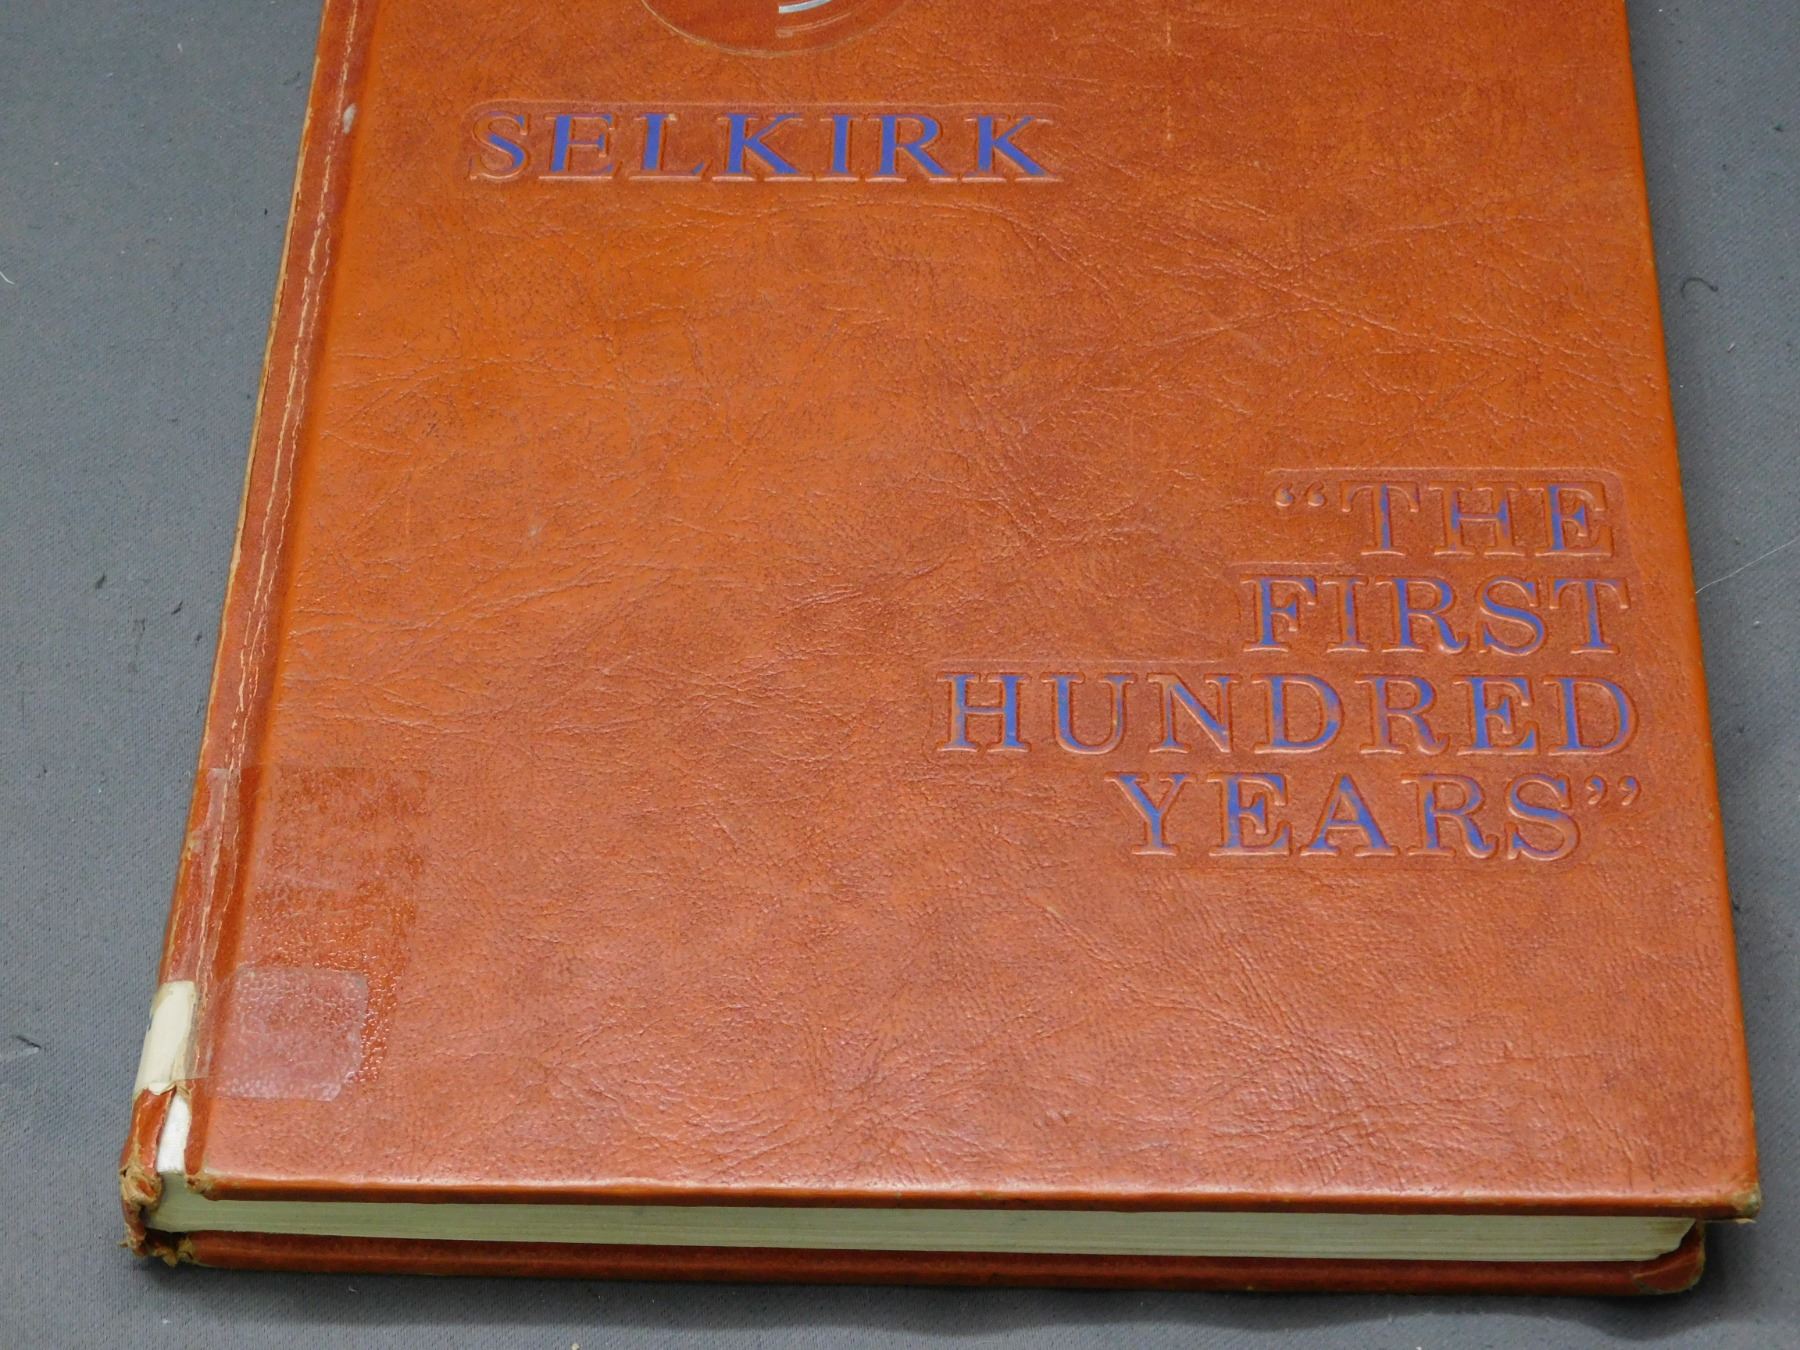 SELKIRK
“THE
FIRST
HUNDRED
YEARS”